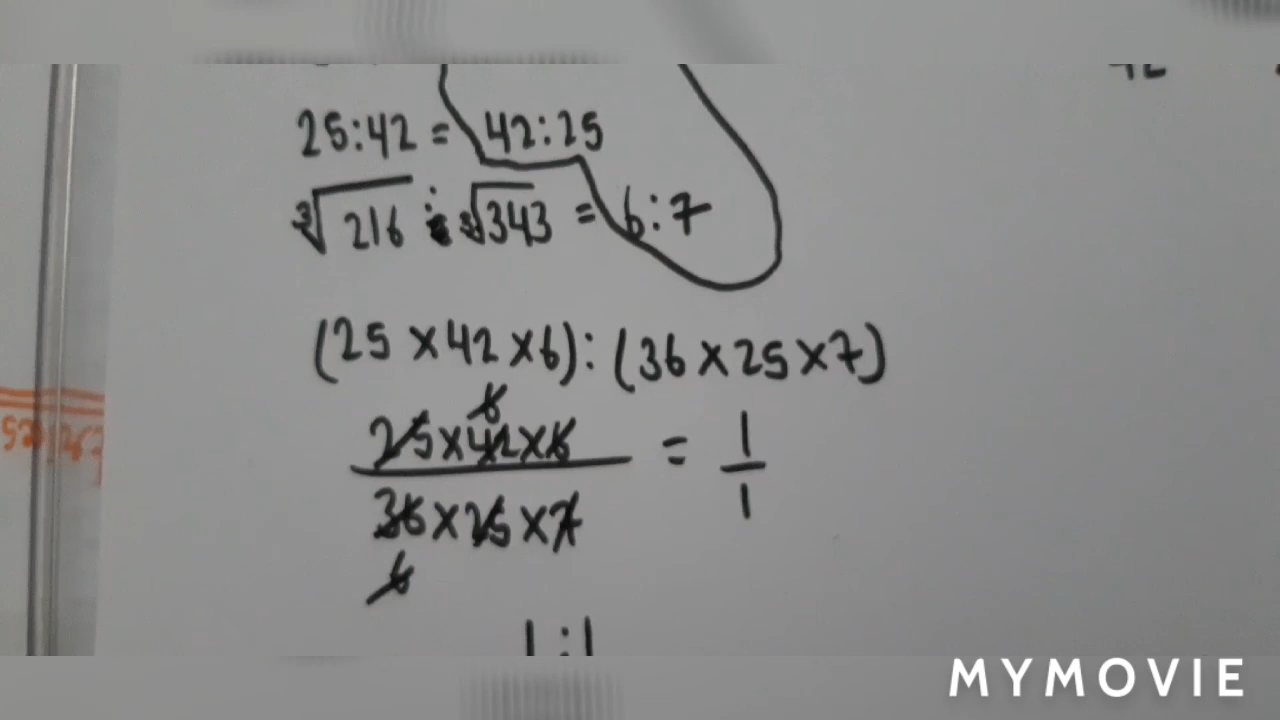 25:42 = 42:25
∛216 : ∛343 = 6:7
(25×42×6):(36×25×7)
6
25×42×6
36×25×7
6
= 1/1
1:1
MYMOVIE